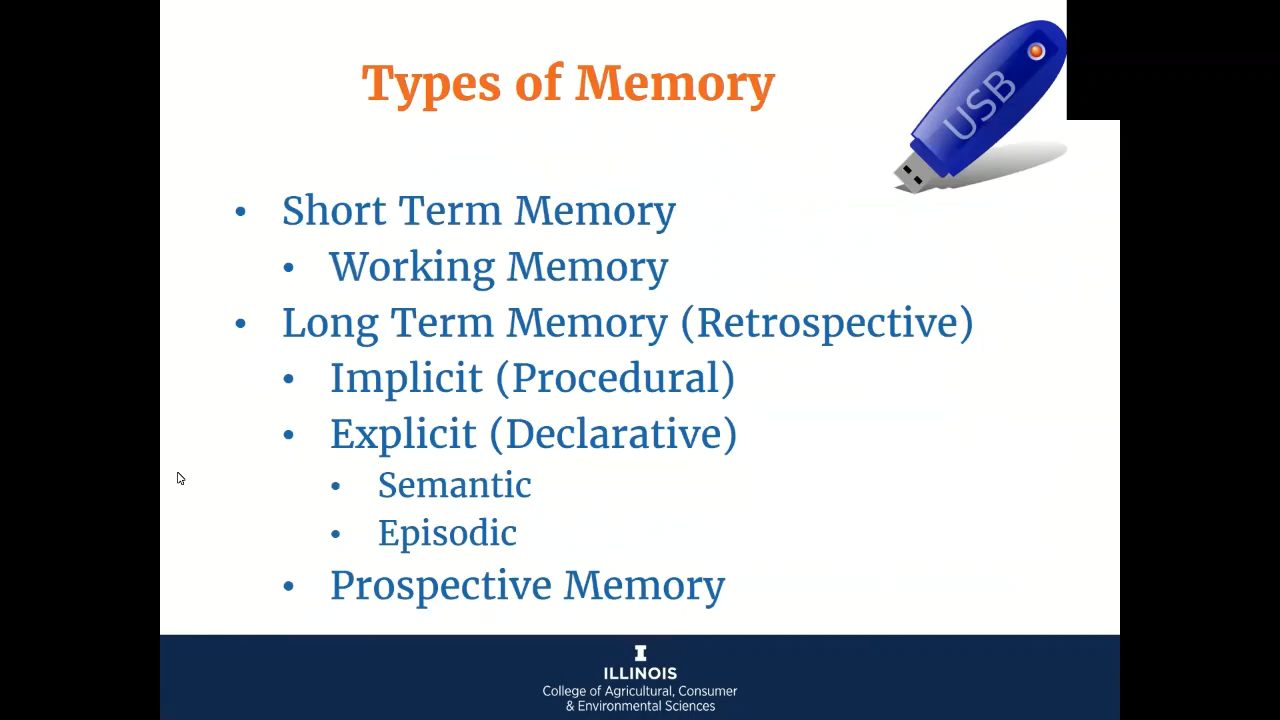 Types of Memory
USB
• Short Term Memory
• Working Memory
• Long Term Memory (Retrospective)
• Implicit (Procedural)
• Explicit (Declarative)
• Semantic
• Episodic
• Prospective Memory
I
ILLINOIS
College of Agricultural, Consumer
& Environmental Sciences